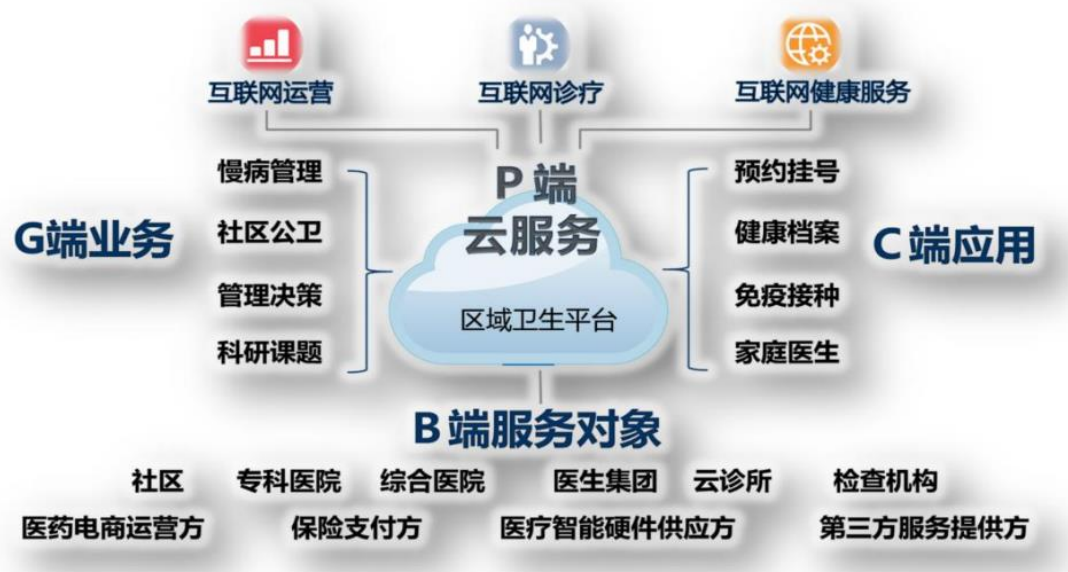 互联网运营
互联网诊疗
互联网健康服务
P端
云服务
区域卫生平台
G端业务
慢病管理
社区公卫
管理决策
科研课题
预约挂号
健康档案
免疫接种
家庭医生
C端应用
B端服务对象
社区 专科医院 综合医院 医生集团 云诊所 检查机构
医药电商运营方 保险支付方 医疗智能硬件供应方 第三方服务提供方